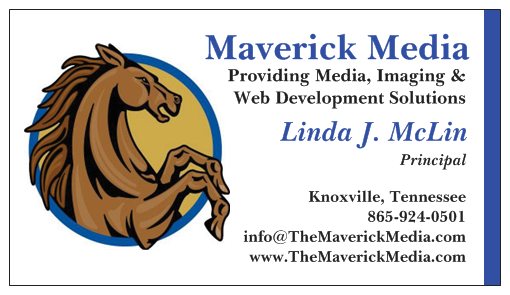 Maverick Media
Providing Media, Imaging &
Web Development Solutions
Linda J. McLin
Principal
Knoxville, Tennessee
865-924-0501
info@TheMaverickMedia.com
www.TheMaverickMedia.com